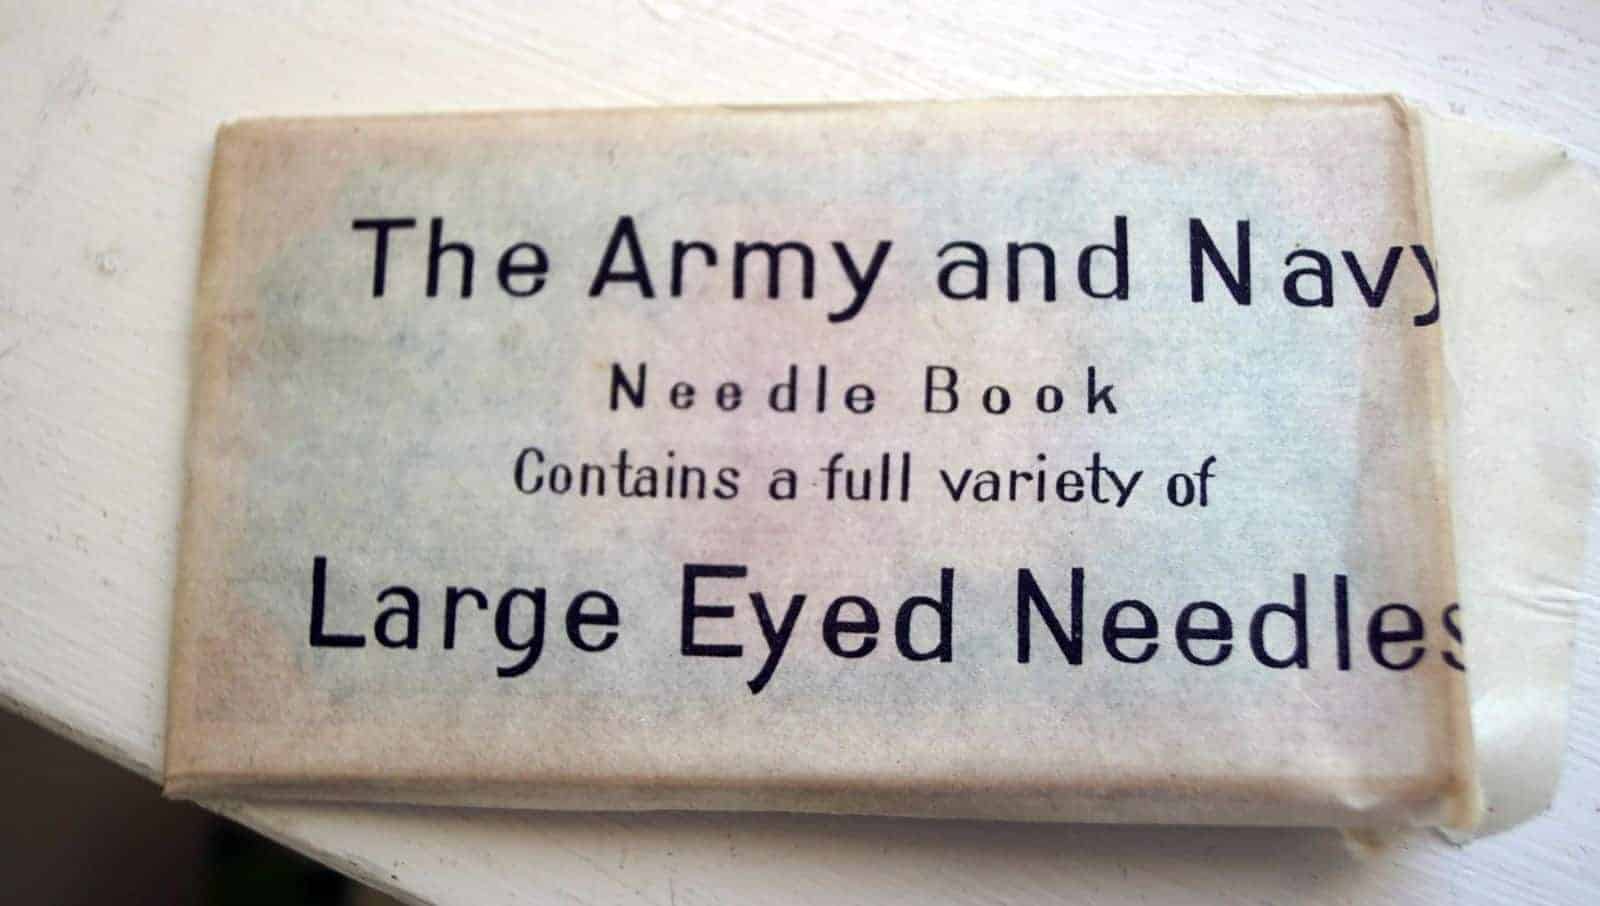 The Army and Navy
Needle Book
Contains a full variety of
Large Eyed Needles